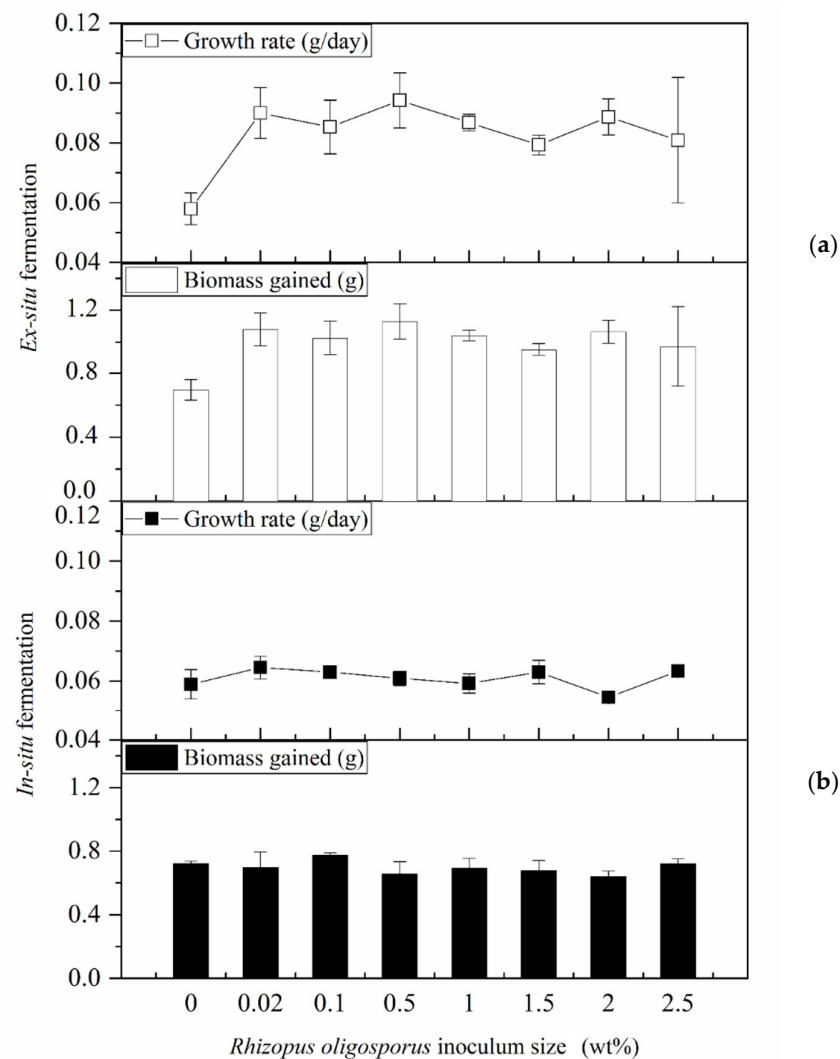 0.12
Growth rate (g/day)
0.10
0.08
0.06
0.04
Ex-situ fermentation
(a)
Biomass gained (g)
1.2
0.8
0.4
0.0
0.12
Growth rate (g/day)
0.10
0.08
0.06
0.04
In-situ fermentation
(b)
Biomass gained (g)
1.2
0.8
0.4
0.0
0 0.02 0.1 0.5 1 1.5 2 2.5
Rhizopus oligosporus inoculum size (wt%)